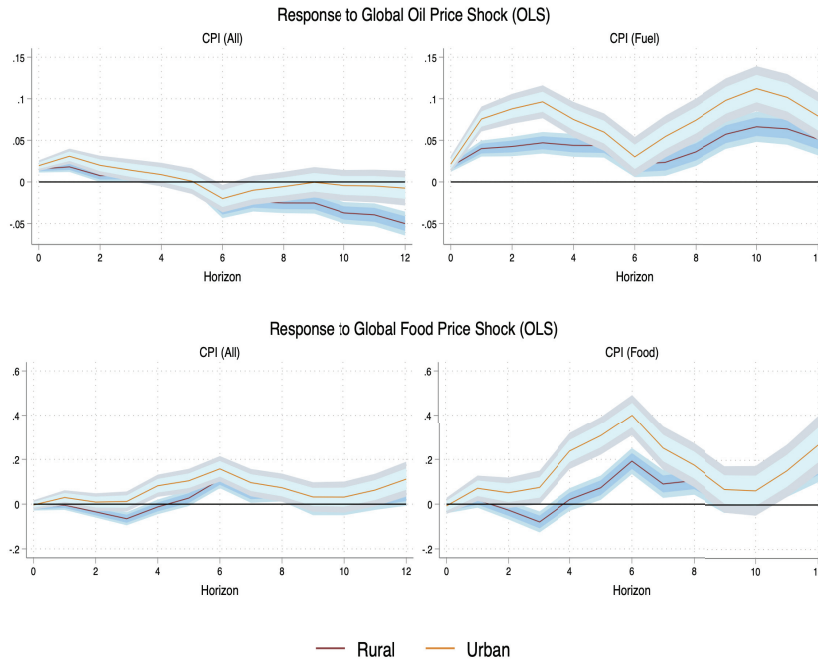 Response to Global Oil Price Shock (OLS)
CPI (All)
CPI (Fuel)
.15
.1
.05
0
-.05
0 2 4 6 8 10 12
Horizon
.15
.1
.05
0
-.05
0 2 4 6 8 10 1
Horizon
Response to Global Food Price Shock (OLS)
CPI (All)
CPI (Food)
.6
.4
.2
0
-.2
0 2 4 6 8 10 12
Horizon
.6
.4
.2
0
-.2
0 2 4 6 8 10 1
Horizon
Rural Urban